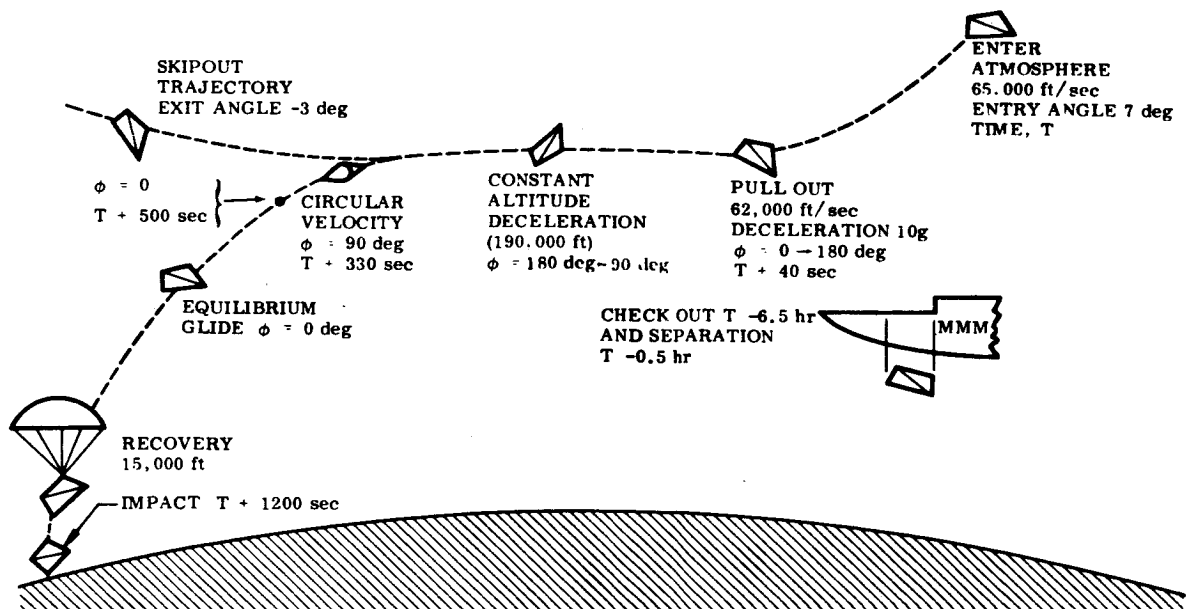 SKIPOUT
TRAJECTORY
EXIT ANGLE -3 deg
ENTER
ATMOSPHERE
65.000 ft/sec
ENTRY ANGLE 7 deg
TIME, T
ϕ = 0
T + 500 sec
CIRCULAR
VELOCITY
ϕ = 90 deg
T + 330 sec
CONSTANT
ALTITUDE
DECELERATION
(190.000 ft)
ϕ = 180 deg-90 deg
PULL OUT
62,000 ft/sec
DECELERATION 10g
ϕ = 0 → 180 deg
T + 40 sec
EQUILIBRIUM
GLIDE ϕ = 0 deg
CHECK OUT T -6.5 hr
AND SEPARATION
T -0.5 hr
MMM
RECOVERY
15,000 ft
IMPACT T + 1200 sec